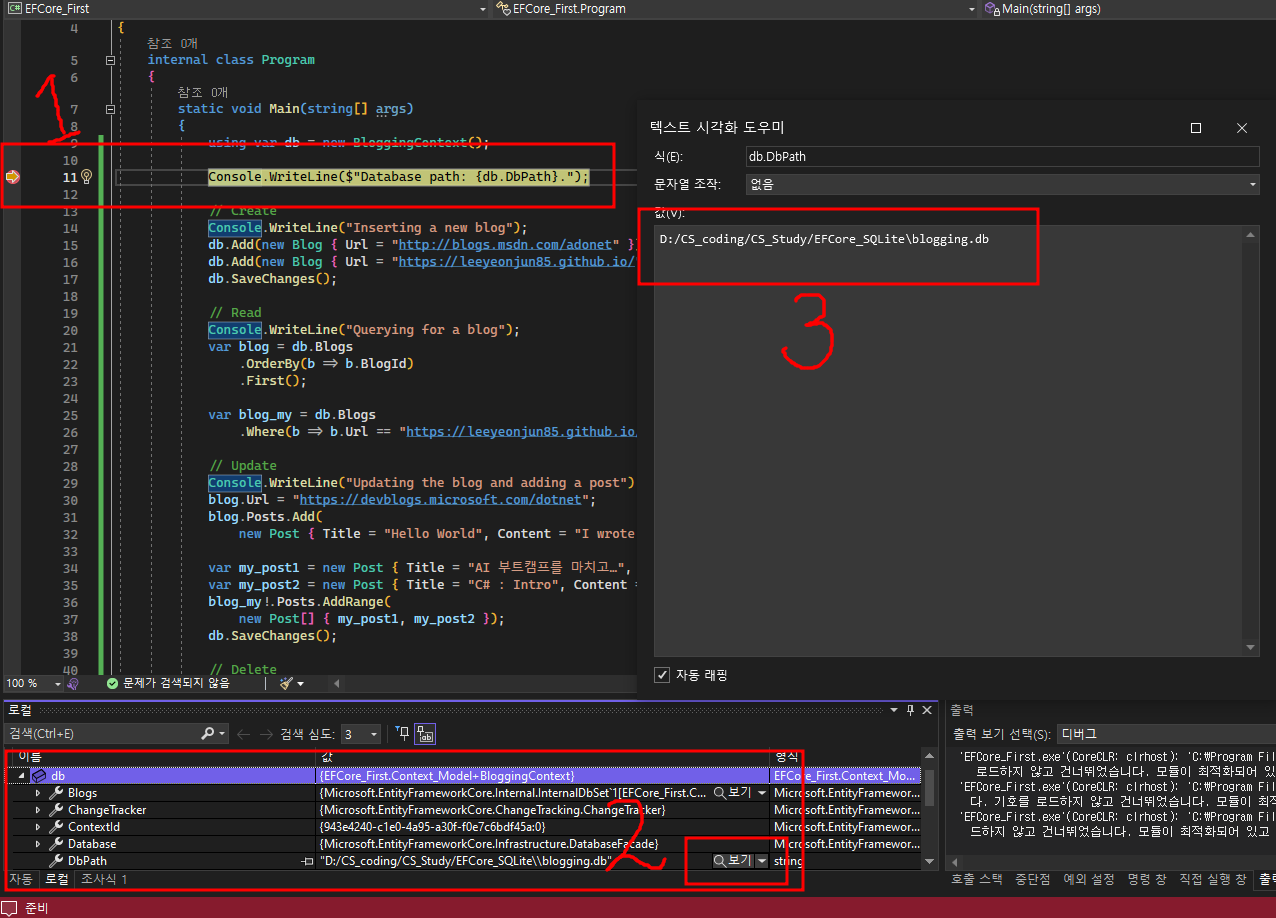 C# EFCore_First
EFCore_First.Program
Main(string[] args)
4 {
참조 0개
5 internal class Program
6 {
참조 0개
7 static void Main(string[] args)
8 {
9 using var db = new BloggingContext();
10
11 Console.WriteLine($"Database path: {db.DbPath}.");
12
13 // Create
14 Console.WriteLine("Inserting a new blog");
15 db.Add(new Blog { Url = "http://blogs.msdn.com/adonet" }
16 db.Add(new Blog { Url = "https://leeyeonjun85.github.io/
17 db.SaveChanges();
18
19 // Read
20 Console.WriteLine("Querying for a blog");
21 var blog = db.Blogs
22 .OrderBy(b => b.BlogId)
23 .First();
24
25 var blog_my = db.Blogs
26 .Where(b => b.Url == "https://leeyeonjun85.github.io.
27
28 // Update
29 Console.WriteLine("Updating the blog and adding a post")
30 blog.Url = "https://devblogs.microsoft.com/dotnet";
31 blog.Posts.Add(
32 new Post { Title = "Hello World", Content = "I wrote
33
34 var my_post1 = new Post { Title = "AI 부트캠프를 마치고…",
35 var my_post2 = new Post { Title = "C# : Intro", Content =
36 blog_my!.Posts.AddRange(
37 new Post[] { my_post1, my_post2 });
38 db.SaveChanges();
39
40 // Delete
1
텍스트 시각화 도우미
식(E): db.DbPath
문자열 조작: 없음
값(V):
D:/CS_coding/CS_Study/EFCore_SQLite\blogging.db
3
자동 래핑
100 % 문제가 검색되지 않음
로컬
검색(Ctrl+E) 검색 심도: 3
이름 값 형식
db {EFCore_First.Context_Model+BloggingContext} EFCore_First.Context_Mo...
Blogs {Microsoft.EntityFrameworkCore.Internal.InternalDbSet`1[EFCore_First.C... 보기 Microsoft.EntityFramewor...
ChangeTracker {Microsoft.EntityFrameworkCore.ChangeTracking.ChangeTracker} Microsoft.EntityFramewor...
ContextId {943e4240-c1e0-4a95-a30f-f0e7c6bdf45a:0} Microsoft.EntityFramewor...
Database {Microsoft.EntityFrameworkCore.Infrastructure.DatabaseFacade} Microsoft.EntityFramewor...
DbPath "D:/CS_coding/CS_Study/EFCore_SQLite\\blogging.db" 보기 string
2
자동 로컬 조사식 1
출력
출력 보기 선택(S): 디버그
'EFCore_First.exe'(CoreCLR: clrhost): 'C:\Program Fil
로드하지 않고 건너뛰었습니다. 모듈이 최적화되어 있
'EFCore_First.exe'(CoreCLR: clrhost): 'C:\Program Fil
다. 기호를 로드하지 않고 건너뛰었습니다. 모듈이 최적
'EFCore_First.exe'(CoreCLR: clrhost): 'C:\Program Fil
드하지 않고 건너뛰었습니다. 모듈이 최적화되어 있고
호출 스택 중단점 예외 설정 명령 창 직접 실행 창 출력
준비